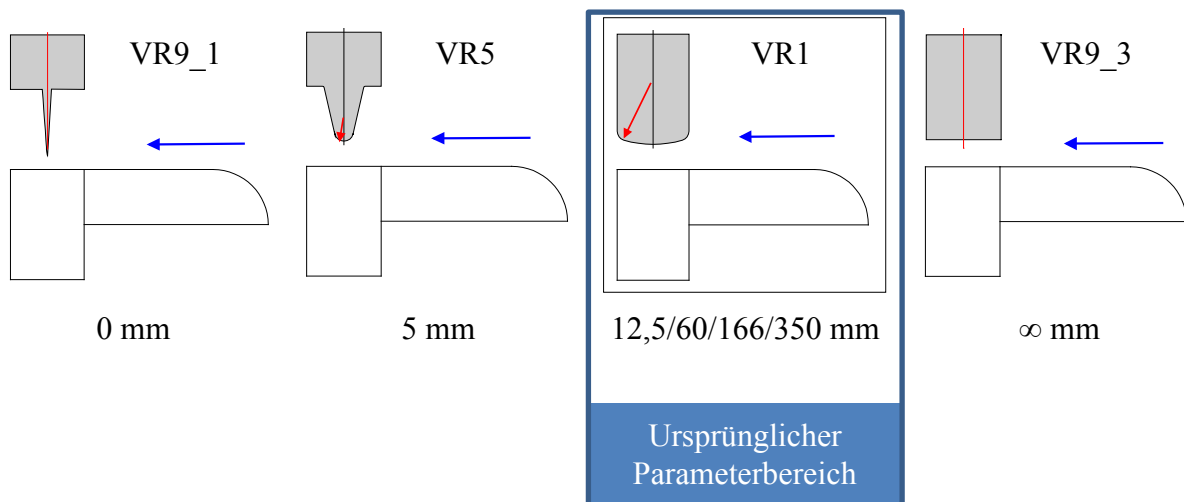 VR9_1
VR5
VR1
VR9_3
0 mm
5 mm
12,5/60/166/350 mm
∞ mm
Ursprünglicher
Parameterbereich